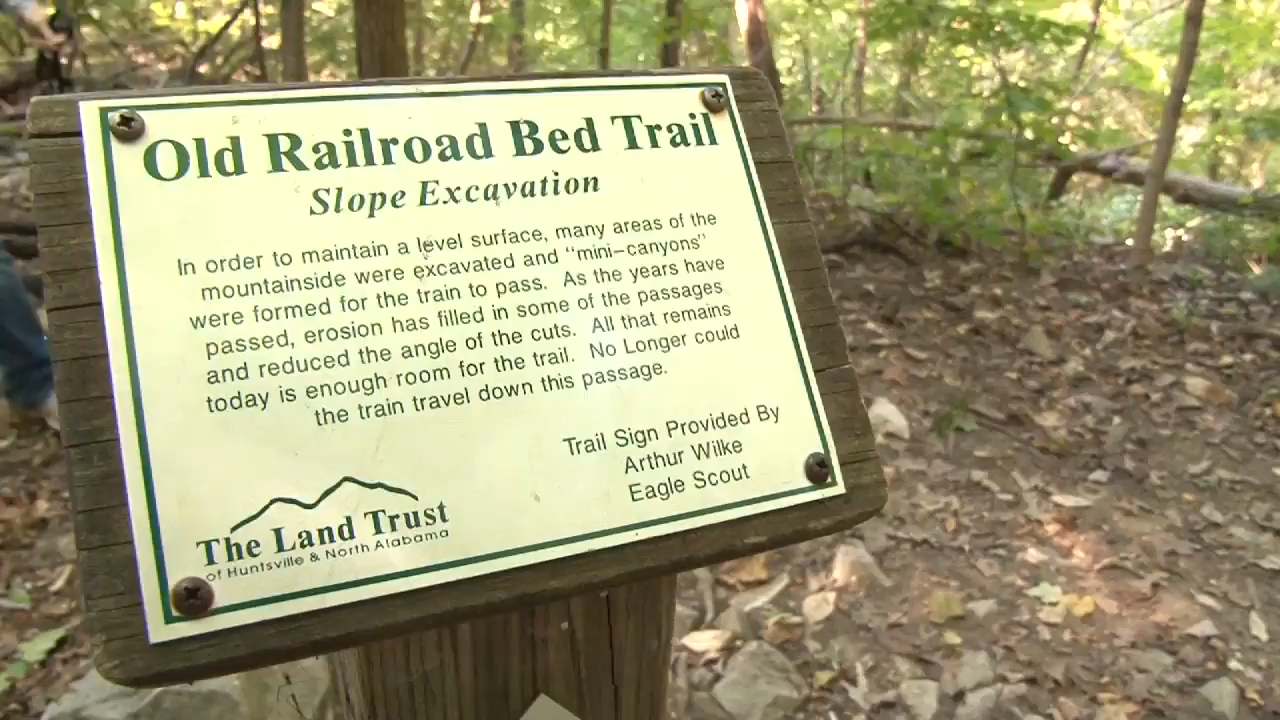 Old Railroad Bed Trail
Slope Excavation
In order to maintain a level surface, many areas of the
mountainside were excavated and "mini-canyons"
were formed for the train to pass. As the years have
passed, erosion has filled in some of the passages
and reduced the angle of the cuts. All that remains
today is enough room for the trail. No Longer could
the train travel down this passage.
Trail Sign Provided By
Arthur Wilke
Eagle Scout
The Land Trust
of Huntsville & North Alabama